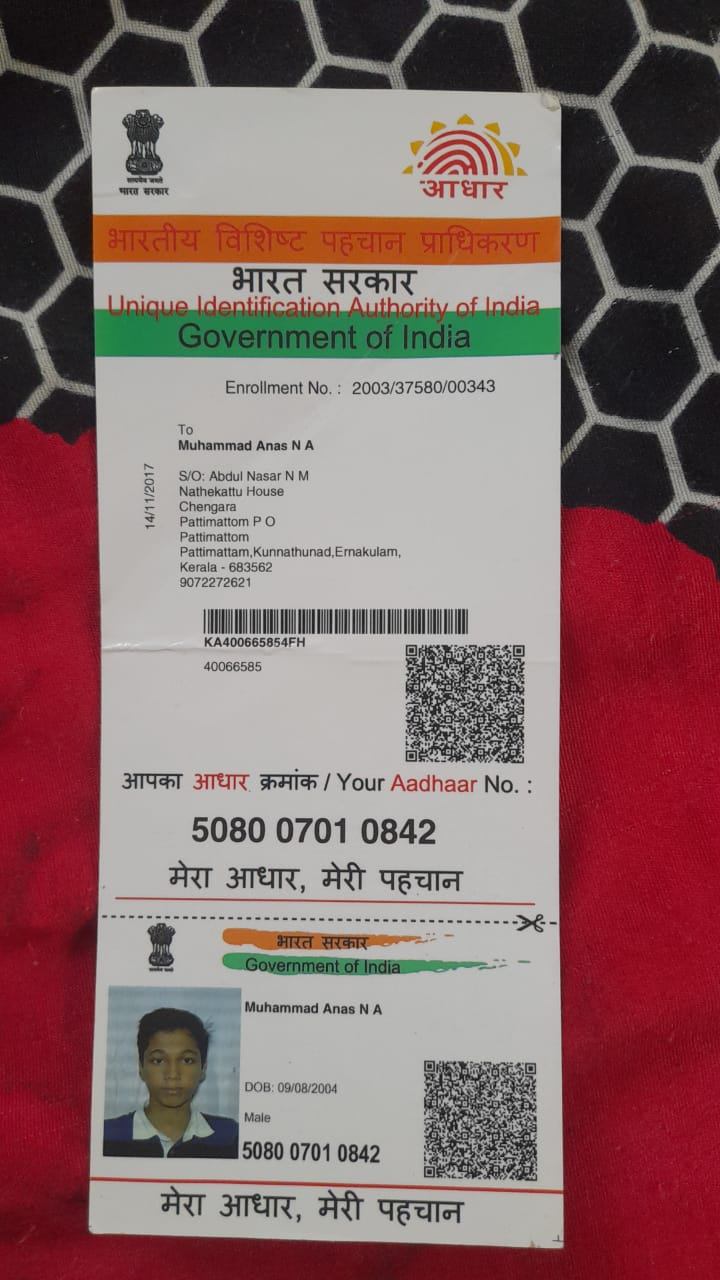 सत्यमेव जयते
भारत सरकार
आधार
भारतीय विशिष्ट पहचान प्राधिकरण
भारत सरकार
Unique Identification Authority of India
Government of India
Enrollment No. : 2003/37580/00343
To
Muhammad Anas N A
S/O: Abdul Nasar N M
Nathekattu House
Chengara
Pattimattom P O
Pattimattom
Pattimattam,Kunnathunad,Ernakulam,
Kerala - 683562
9072272621
14/11/2017
KA400665854FH
40066585
आपका आधार क्रमांक / Your Aadhaar No. :
5080 0701 0842
मेरा आधार, मेरी पहचान
भारत सरकार
Government of India
Muhammad Anas N A
DOB: 09/08/2004
Male
5080 0701 0842
मेरा आधार, मेरी पहचान